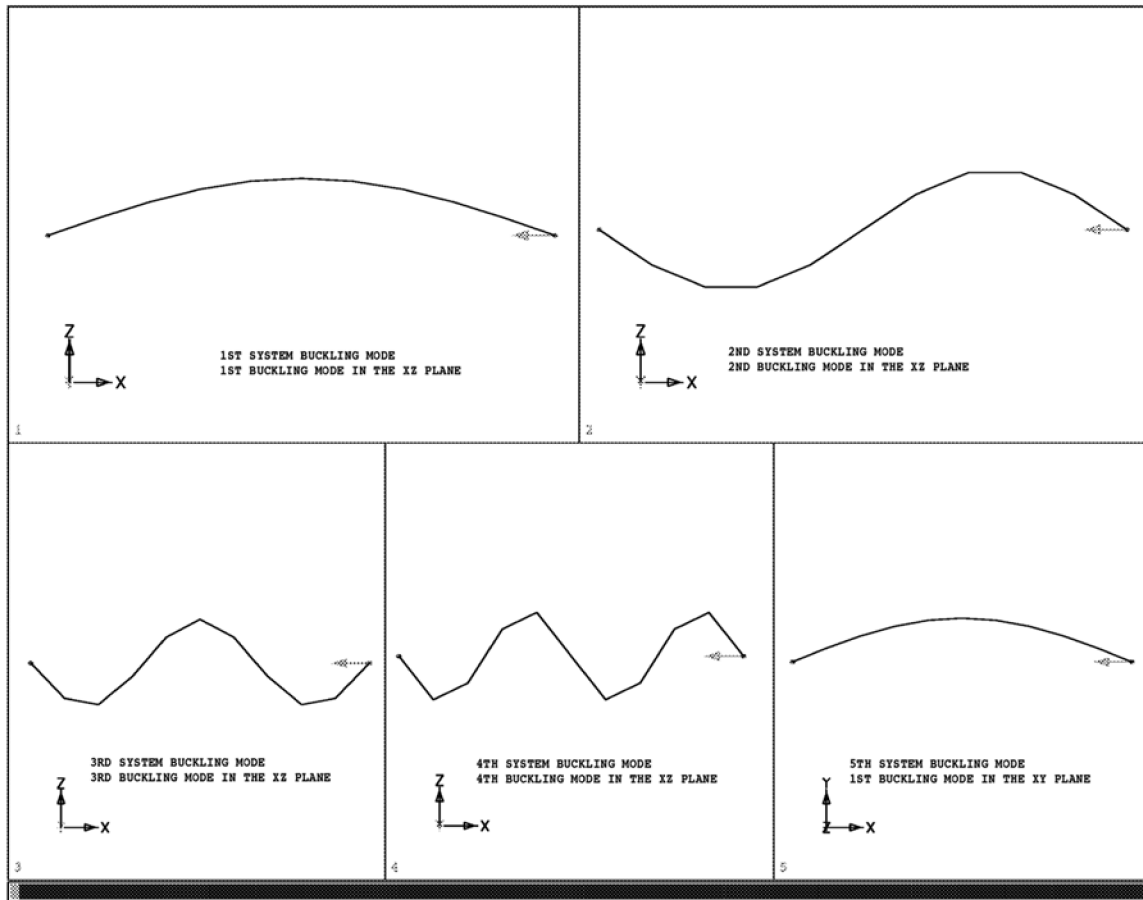 Z
X
1ST SYSTEM BUCKLING MODE
1ST BUCKLING MODE IN THE XZ PLANE
1
Z
X
2ND SYSTEM BUCKLING MODE
2ND BUCKLING MODE IN THE XZ PLANE
2
3RD SYSTEM BUCKLING MODE
3RD BUCKLING MODE IN THE XZ PLANE
Z
X
3
4TH SYSTEM BUCKLING MODE
4TH BUCKLING MODE IN THE XZ PLANE
Z
X
4
5TH SYSTEM BUCKLING MODE
1ST BUCKLING MODE IN THE XY PLANE
Y
Z
X
5